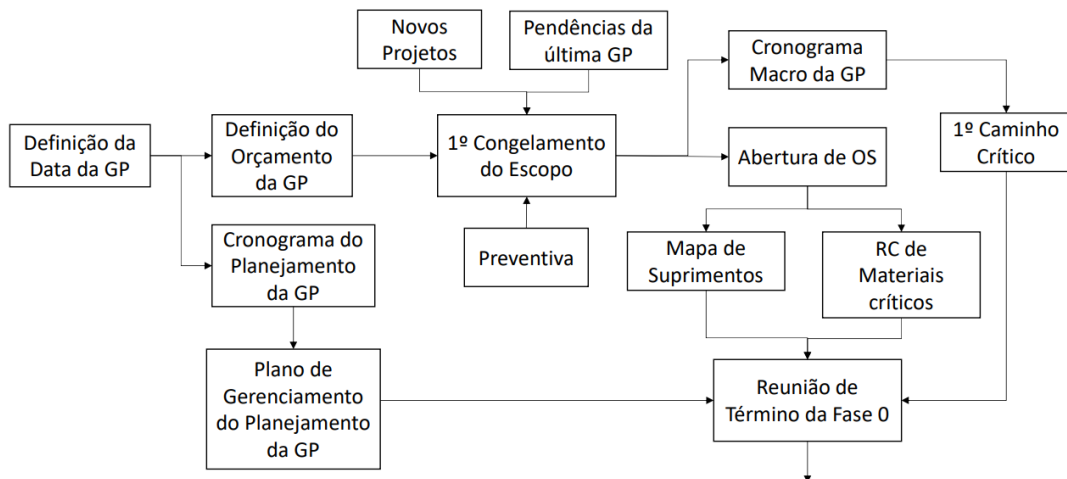 Novos
Projetos
Pendências da
última GP
Cronograma
Macro da GP
Definição da
Data da GP
Definição do
Orçamento
da GP
1º Congelamento
do Escopo
Abertura de OS
1º Caminho
Crítico
Cronograma do
Planejamento
da GP
Preventiva
Mapa de
Suprimentos
RC de
Materiais
críticos
Plano de
Gerenciamento
do Planejamento
da GP
Reunião de
Término da Fase 0